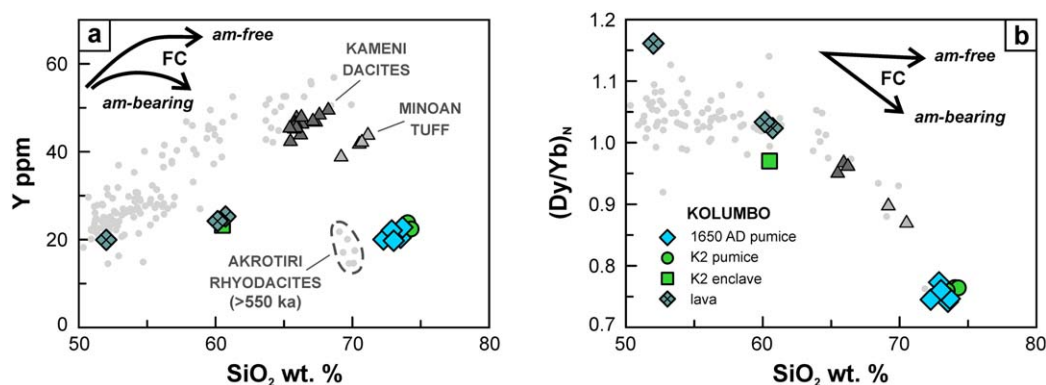 a
am-free
FC
am-bearing
KAMENI
DACITES
MINOAN
TUFF
AKROTIRI
RHYODACITES
(>550 ka)
60
40
20
0
Y ppm
50
60
70
80
SiO2 wt. %
b
am-free
FC
am-bearing
KOLUMBO
1650 AD pumice
K2 pumice
K2 enclave
lava
1.2
1.1
1.0
0.9
0.8
0.7
(Dy/Yb)N
50
60
70
80
SiO2 wt. %